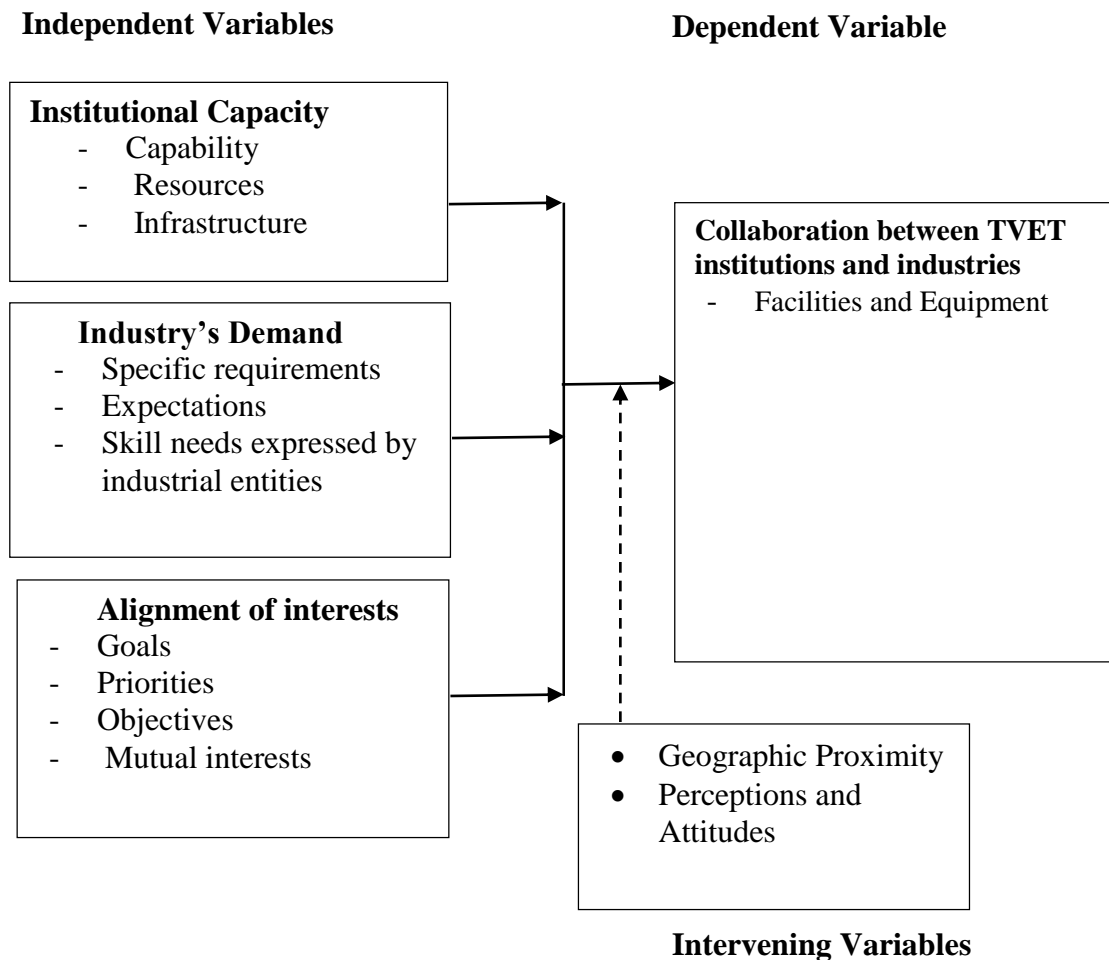 Independent Variables
Dependent Variable
Institutional Capacity
- Capability
- Resources
- Infrastructure
Industry's Demand
- Specific requirements
- Expectations
- Skill needs expressed by
industrial entities
Alignment of interests
- Goals
- Priorities
- Objectives
- Mutual interests
Collaboration between TVET
institutions and industries
- Facilities and Equipment
• Geographic Proximity
• Perceptions and
Attitudes
Intervening Variables